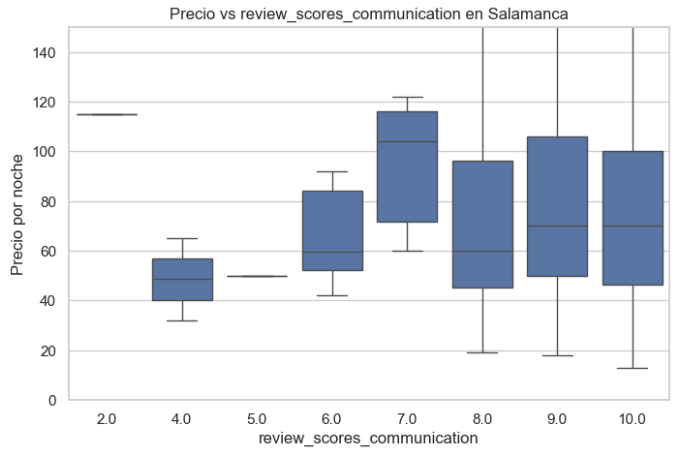 Precio vs review_scores_communication en Salamanca
Precio por noche
140
120
100
80
60
40
20
0
2.0 4.0 5.0 6.0 7.0 8.0 9.0 10.0
review_scores_communication